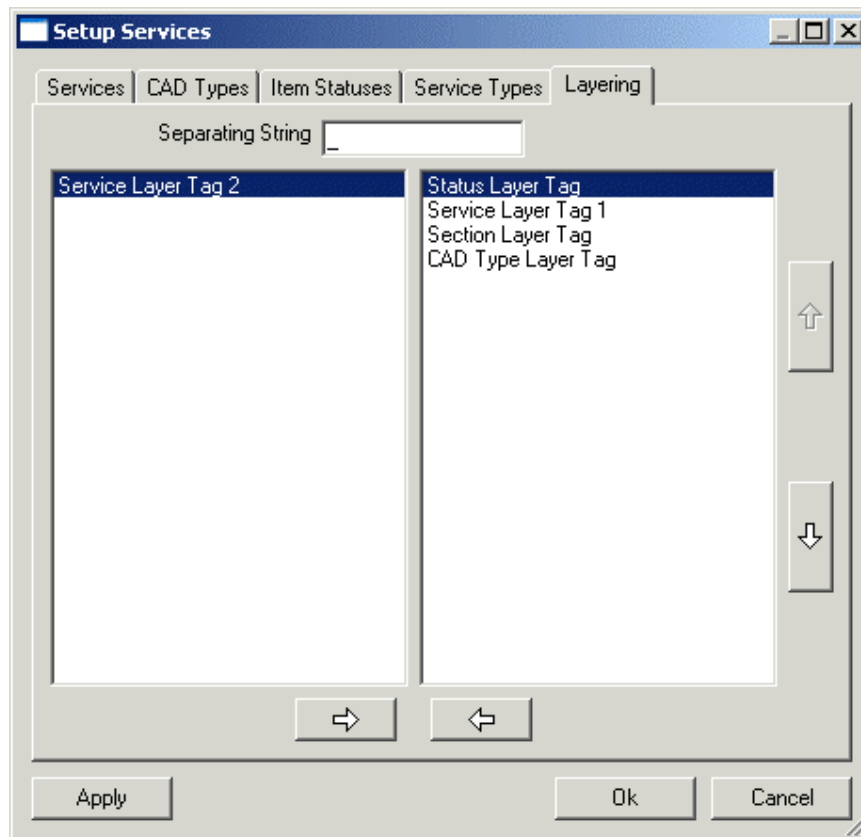 Setup Services
Services CAD Types Item Statuses Service Types Layering
Separating String _
Service Layer Tag 2
Status Layer Tag
Service Layer Tag 1
Section Layer Tag
CAD Type Layer Tag
Apply Ok Cancel